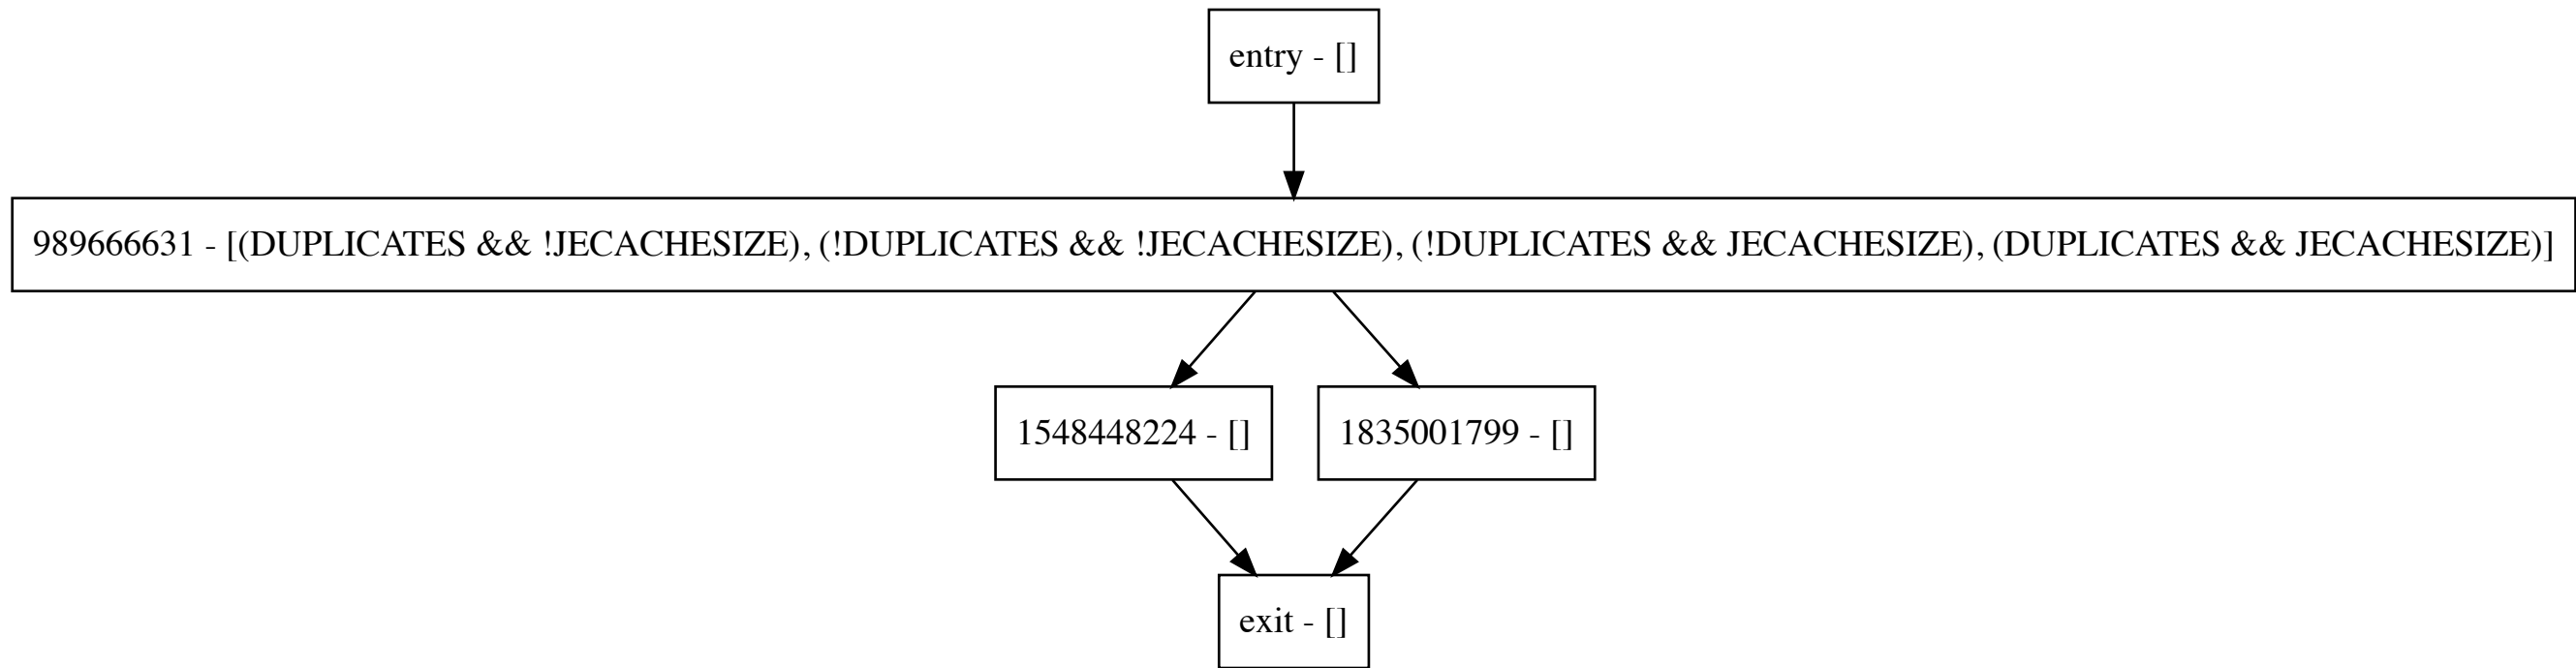 entry - []
989666631 - [(DUPLICATES && !JECACHESIZE), (!DUPLICATES && !JECACHESIZE), (!DUPLICATES && JECACHESIZE), (DUPLICATES && JECACHESIZE)]
1548448224 - []
1835001799 - []
exit - []